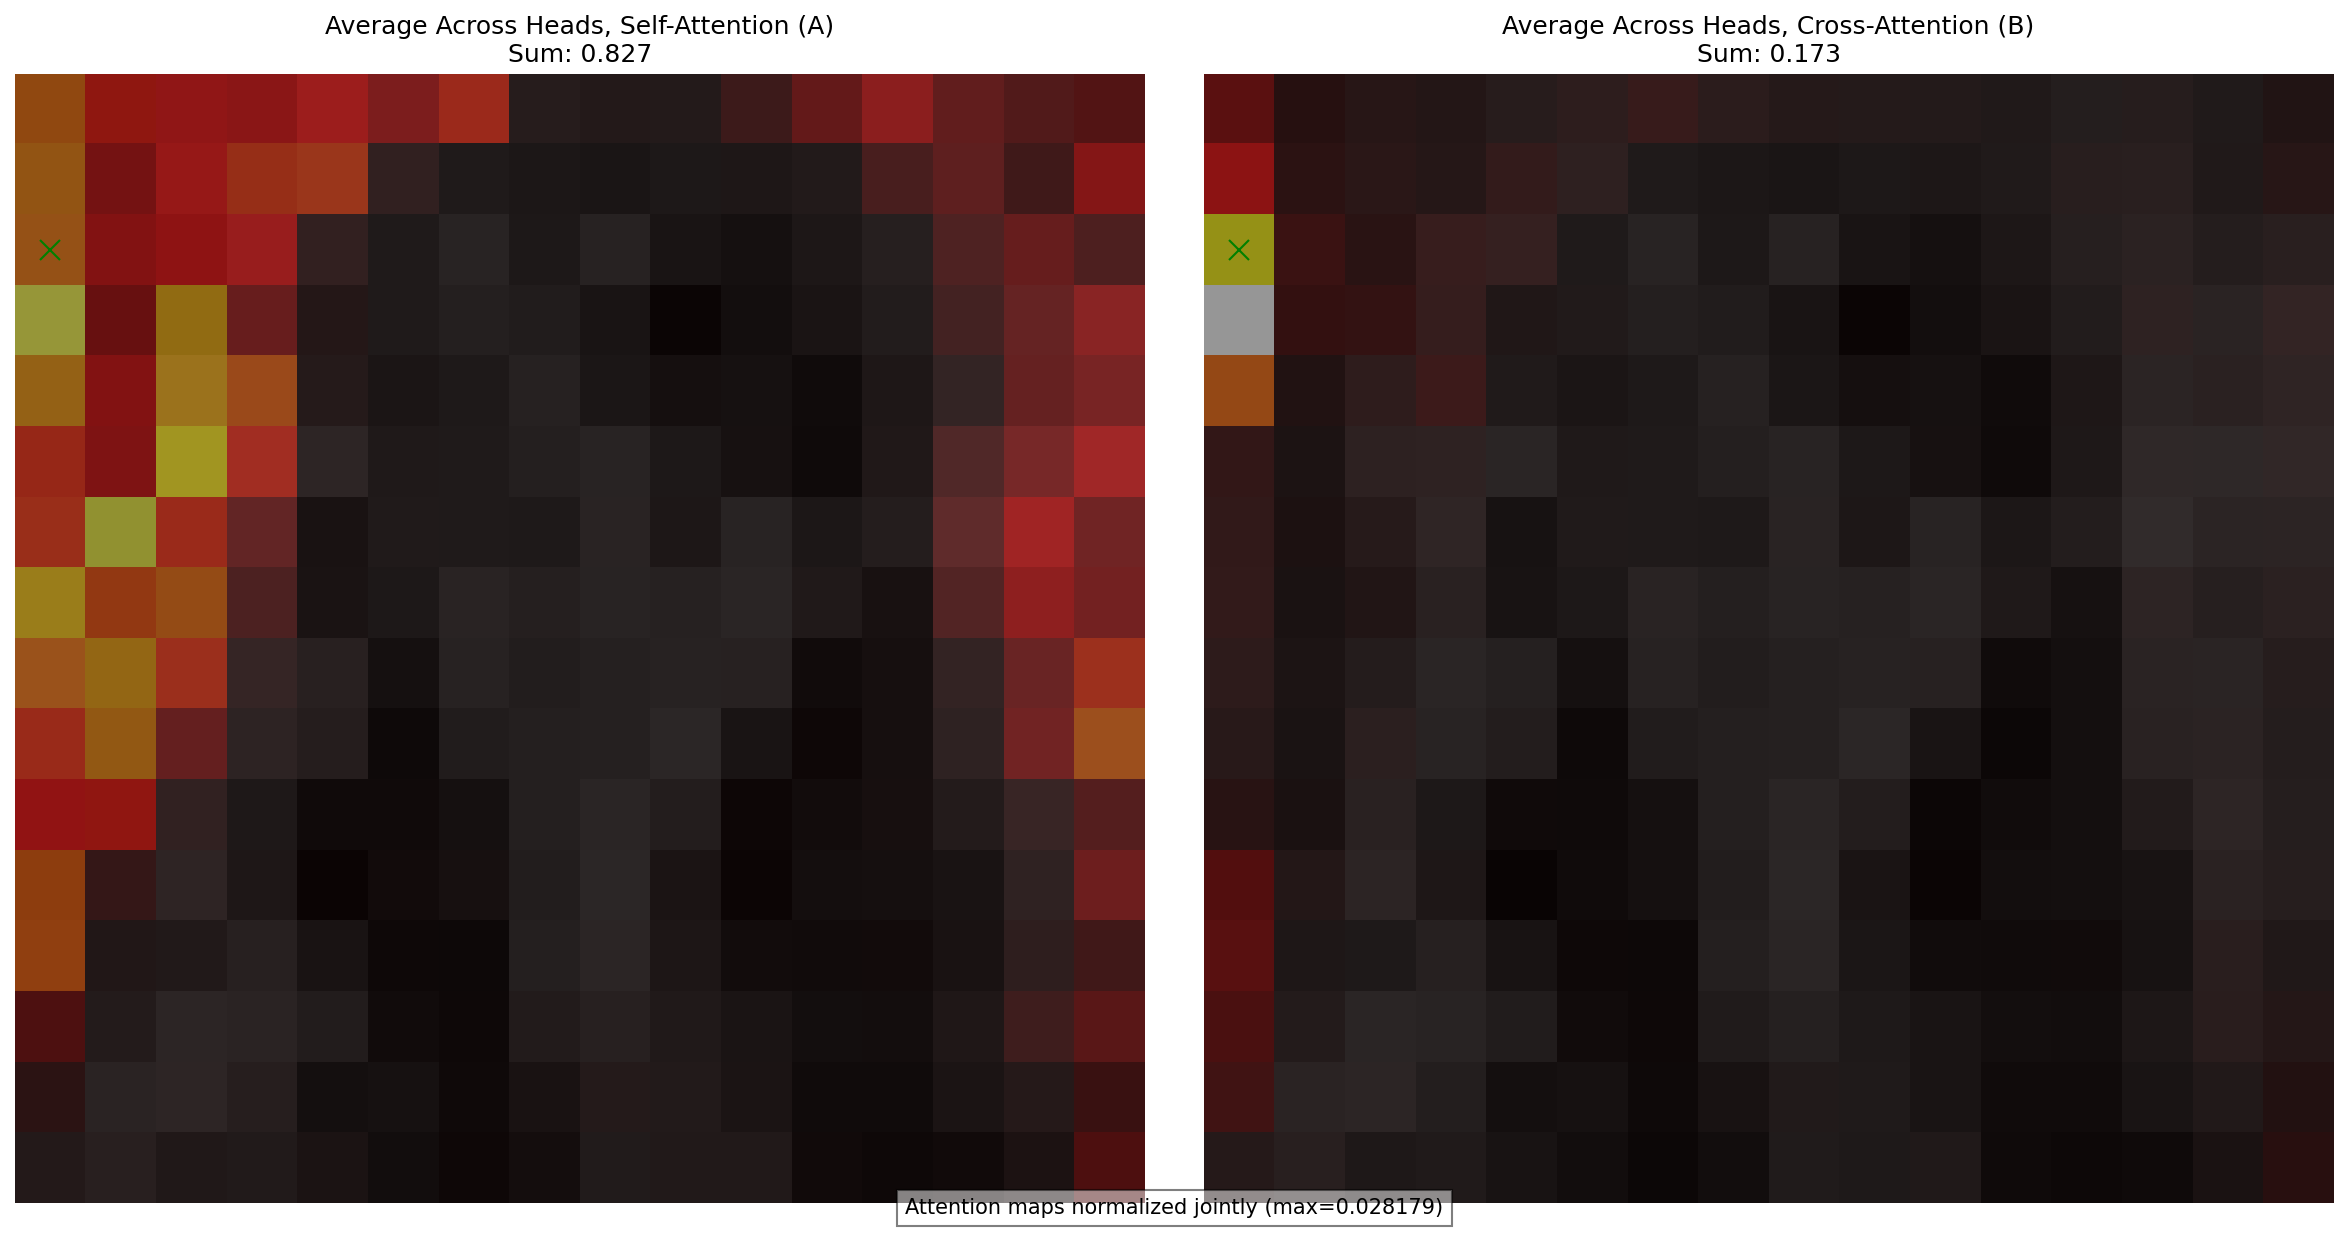 Average Across Heads, Self-Attention (A)
Sum: 0.827
Average Across Heads, Cross-Attention (B)
Sum: 0.173
Attention maps normalized jointly (max=0.028179)